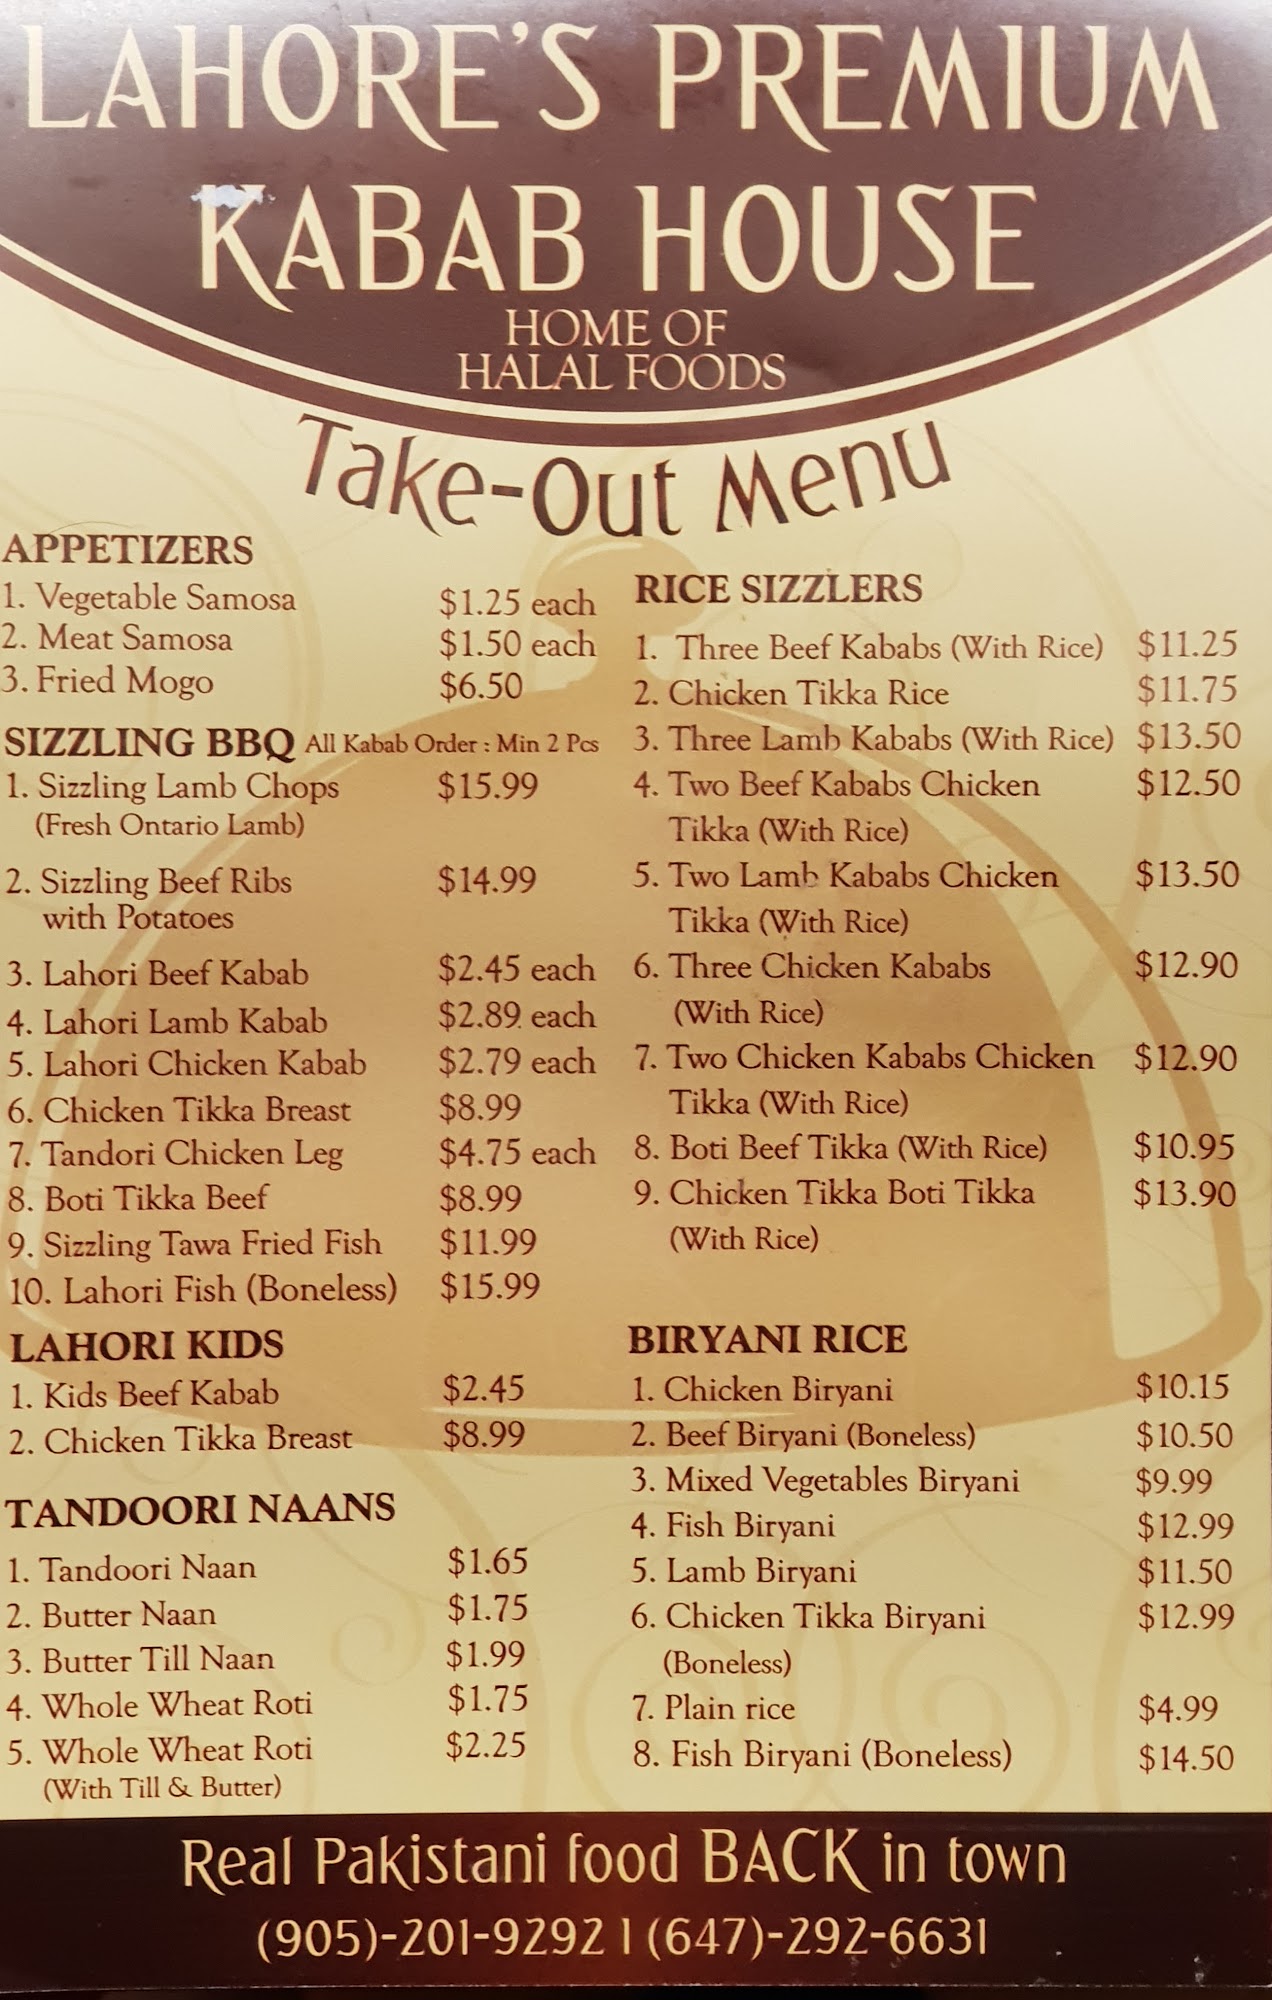 LAHORE'S PREMIUM
KABAB HOUSE
HOME OF
HALAL FOODS
Take-Out Menu
APPETIZERS
1. Vegetable Samosa $1.25 each
2. Meat Samosa $1.50 each
3. Fried Mogo $6.50
SIZZLING BBQ All Kabab Order : Min 2 Pcs
1. Sizzling Lamb Chops $15.99
(Fresh Ontario Lamb)
2. Sizzling Beef Ribs $14.99
with Potatoes
3. Lahori Beef Kabab $2.45 each
4. Lahori Lamb Kabab $2.89 each
5. Lahori Chicken Kabab $2.79 each
6. Chicken Tikka Breast $8.99
7. Tandori Chicken Leg $4.75 each
8. Boti Tikka Beef $8.99
9. Sizzling Tawa Fried Fish $11.99
10. Lahori Fish (Boneless) $15.99
LAHORI KIDS
1. Kids Beef Kabab $2.45
2. Chicken Tikka Breast $8.99
TANDOORI NAANS
1. Tandoori Naan $1.65
2. Butter Naan $1.75
3. Butter Till Naan $1.99
4. Whole Wheat Roti $1.75
5. Whole Wheat Roti $2.25
(With Till & Butter)
RICE SIZZLERS
1. Three Beef Kababs (With Rice) $11.25
2. Chicken Tikka Rice $11.75
3. Three Lamb Kababs (With Rice) $13.50
4. Two Beef Kababs Chicken $12.50
Tikka (With Rice)
5. Two Lamb Kababs Chicken $13.50
Tikka (With Rice)
6. Three Chicken Kababs $12.90
(With Rice)
7. Two Chicken Kababs Chicken $12.90
Tikka (With Rice)
8. Boti Beef Tikka (With Rice) $10.95
9. Chicken Tikka Boti Tikka $13.90
(With Rice)
BIRYANI RICE
1. Chicken Biryani $10.15
2. Beef Biryani (Boneless) $10.50
3. Mixed Vegetables Biryani $9.99
4. Fish Biryani $12.99
5. Lamb Biryani $11.50
6. Chicken Tikka Biryani $12.99
(Boneless)
7. Plain rice $4.99
8. Fish Biryani (Boneless) $14.50
Real Pakistani food BACK in town
(905)-201-9292 | (647)-292-6631